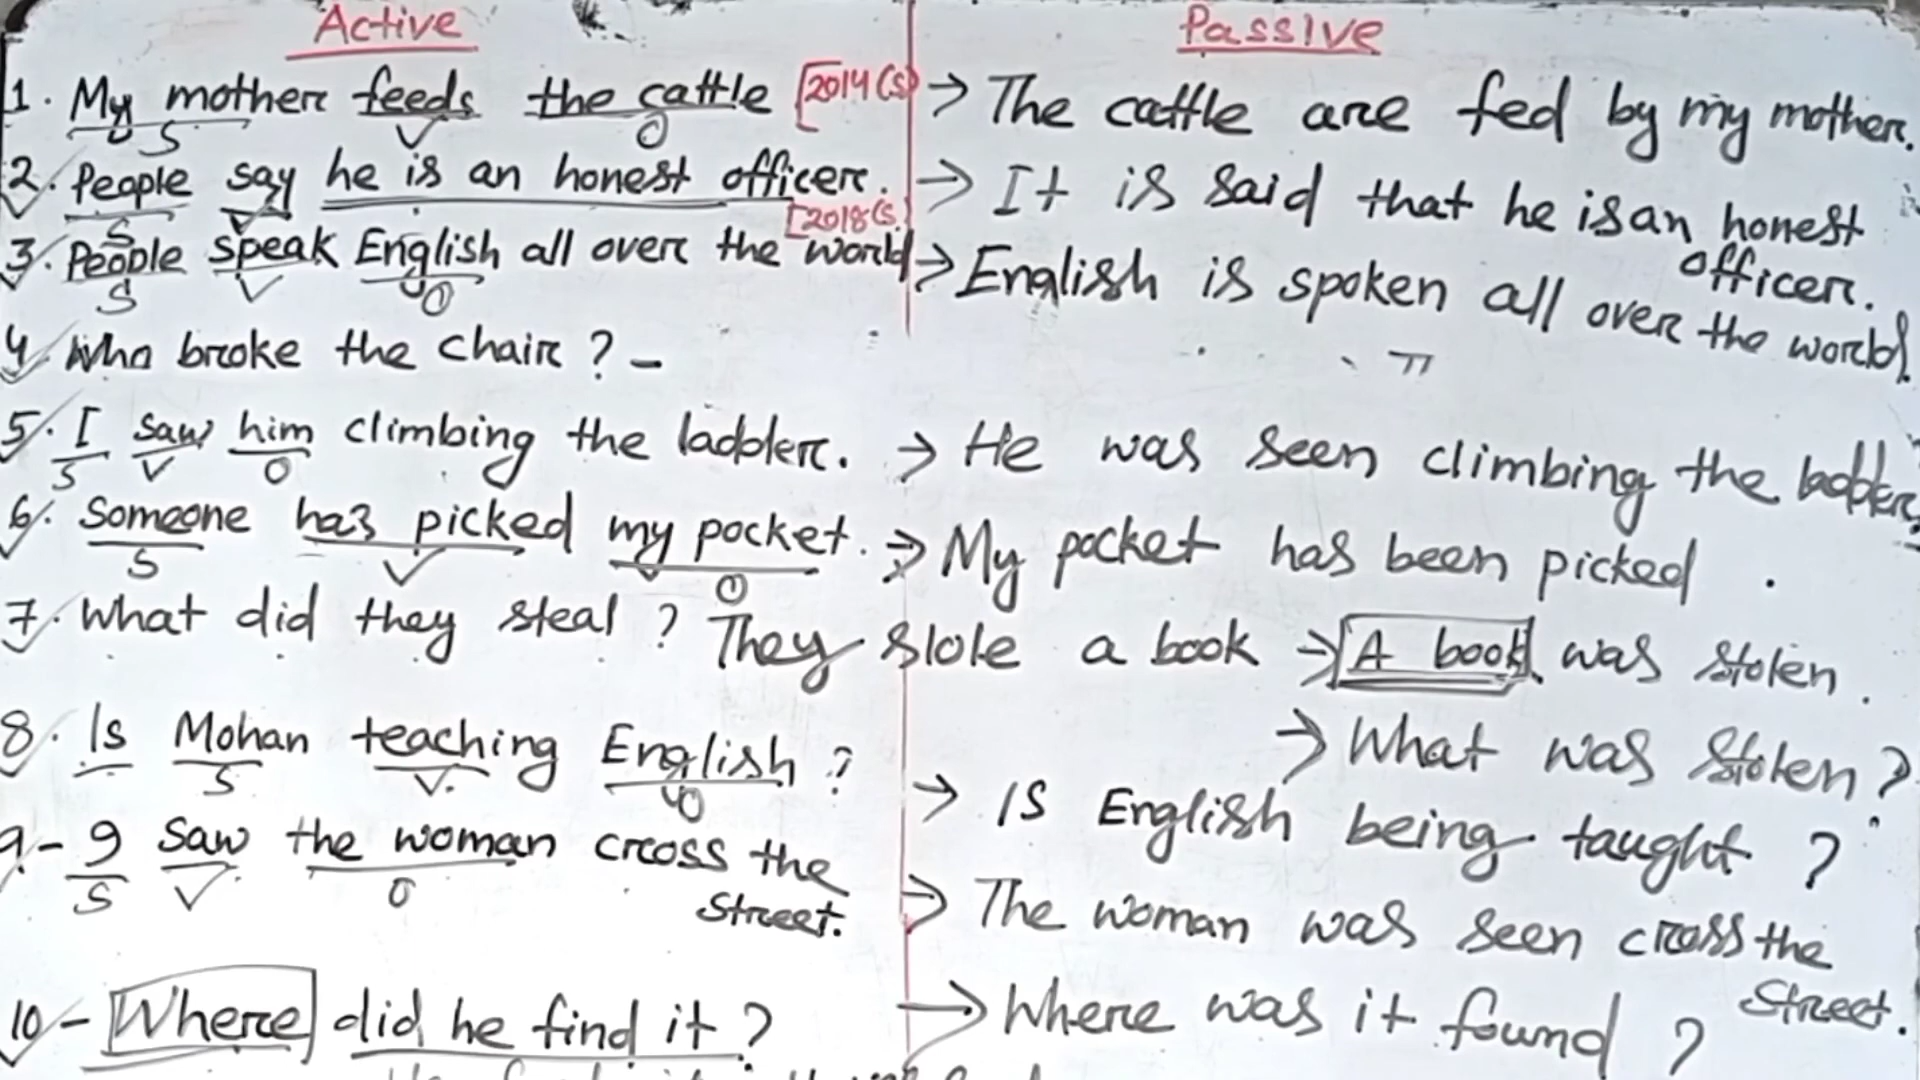 Active
Passive
1. My mother feeds the cattle [2014(s) → The cattle are fed by my mother.
S V O
2. People say he is an honest officer. → It is said that he is an honest officer.
S V [2018(s)
3. People speak English all over the world → English is spoken all over the world.
S V O
4. Who broke the chair ? –
5. I saw him climbing the ladder. → He was seen climbing the ladder.
S V O
6. Someone has picked my pocket. → My pocket has been picked .
S V O
7. What did they steal ? They stole a book → A book was stolen.
→ What was stolen ?
8. Is Mohan teaching English ? → Is English being taught ?
S V. O
9 – I saw the woman cross the street. → The woman was seen cross the street.
S V O
10 – Where did he find it ? → Where was it found ?